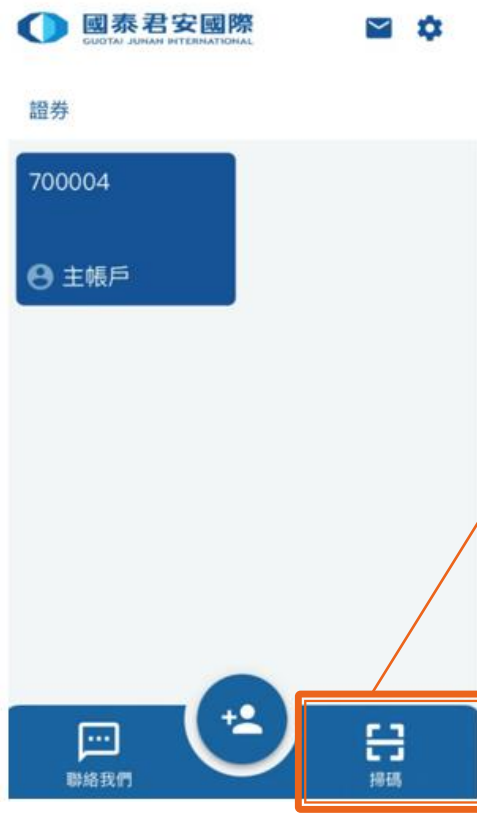 國泰君安國際
GUOTAI JUNAN INTERNATIONAL
證券
700004
主帳戶
聯絡我們
掃碼